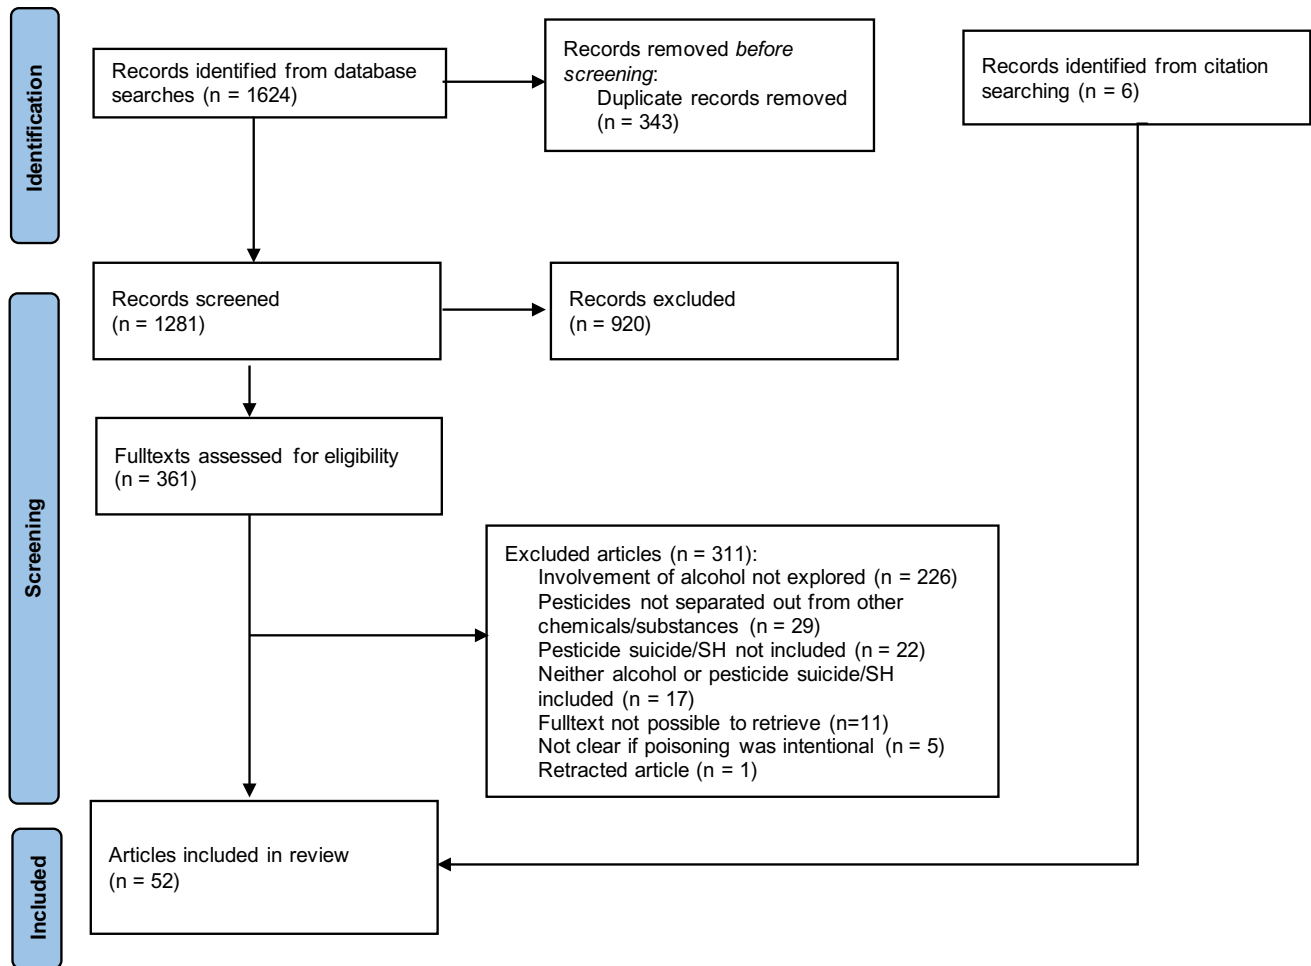 Identification
Records identified from database
searches (n = 1624)
Records removed before
screening:
Duplicate records removed
(n = 343)
Records identified from citation
searching (n = 6)
Screening
Records screened
(n = 1281)
Records excluded
(n = 920)
Fulltexts assessed for eligibility
(n = 361)
Excluded articles (n = 311):
Involvement of alcohol not explored (n = 226)
Pesticides not separated out from other
chemicals/substances (n = 29)
Pesticide suicide/SH not included (n = 22)
Neither alcohol or pesticide suicide/SH
included (n = 17)
Fulltext not possible to retrieve (n=11)
Not clear if poisoning was intentional (n = 5)
Retracted article (n = 1)
Included
Articles included in review
(n = 52)